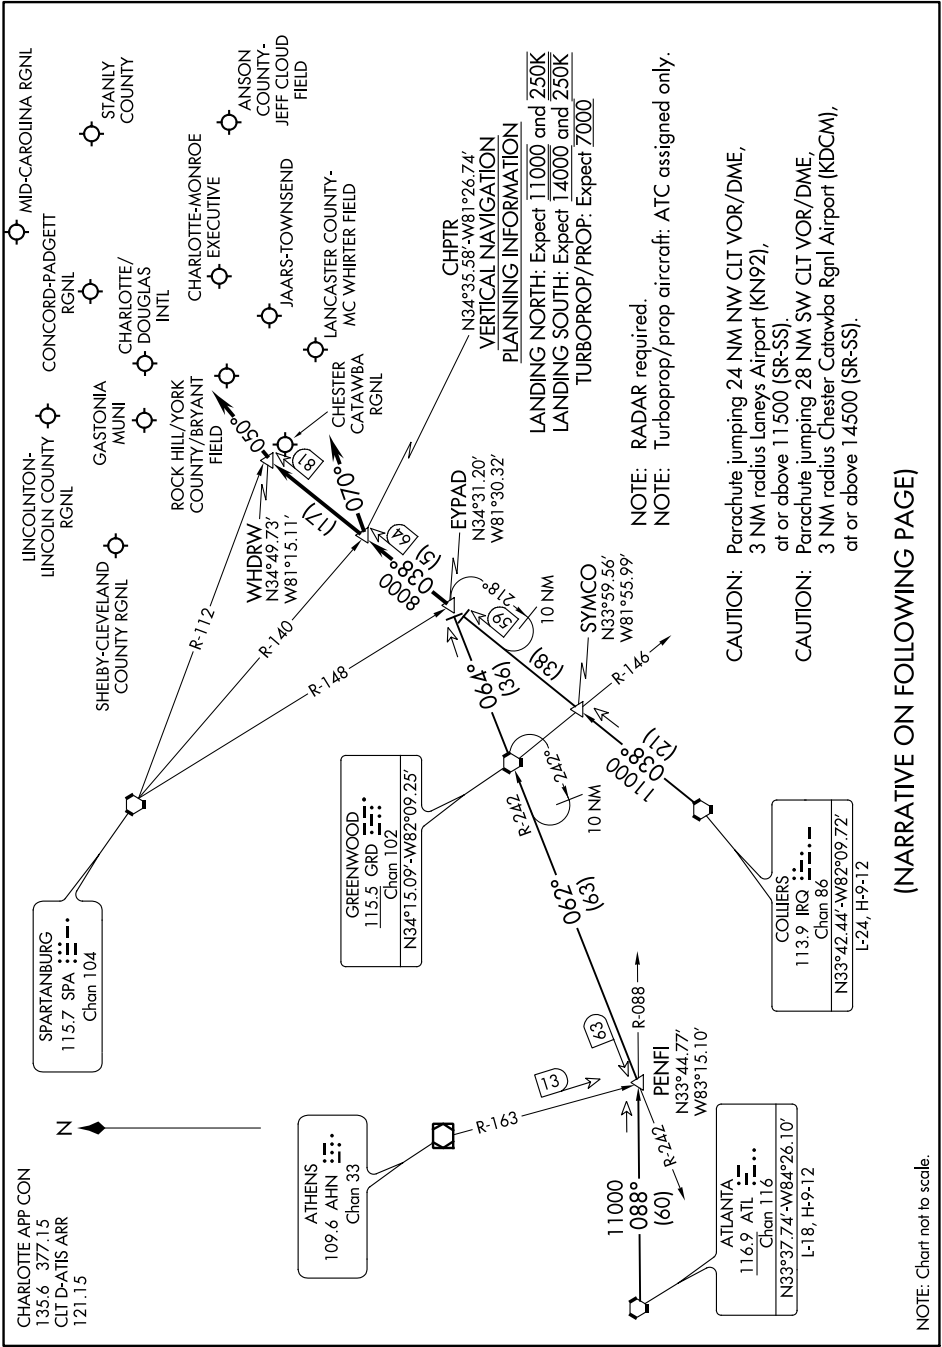 CHARLOTTE APP CON
135.6 377.15
CLT D-ATIS ARR
121.15
N
SPARTANBURG
115.7 SPA
Chan 104
ATHENS
109.6 AHN
Chan 33
ATLANTA
116.9 ATL
Chan 116
N33°37.74'-W84°26.10'
L-18, H-9-12
GREENWOOD
115.5 GRD
Chan 102
N34°15.09'-W82°09.25'
COLLIERS
113.9 IRQ
Chan 86
N33°42.44'-W82°09.72'
L-24, H-9-12
11000
088°
(60)
R-163
13
R-242
R-088
63
PENFI
N33°44.77'
W83°15.10'
062°
(63)
R-242
242°
10 NM
064°
(36)
11000
038°
(21)
SYMCO
N33°59.56'
W81°55.99'
R-146
(38)
59
218°
10 NM
EYPAD
N34°31.20'
W81°30.32'
8000
038°
(5)
64
R-112
R-140
R-148
(17)
070°
81
050°
WHDRW
N34°49.73'
W81°15.11'
SHELBY-CLEVELAND
COUNTY RGNL
LINCOLNTON-
LINCOLN COUNTY
RGNL
GASTONIA
MUNI
ROCK HILL/YORK
COUNTY/BRYANT
FIELD
CHESTER
CATAWBA
RGNL
CONCORD-PADGETT
RGNL
CHARLOTTE/
DOUGLAS
INTL
MID-CAROLINA RGNL
STANLY
COUNTY
CHARLOTTE-MONROE
EXECUTIVE
ANSON
COUNTY-
JEFF CLOUD
FIELD
JAARS-TOWNSEND
LANCASTER COUNTY-
MC WHIRTER FIELD
CHPTR
N34°35.58'-W81°26.74'
VERTICAL NAVIGATION
PLANNING INFORMATION
LANDING NORTH: Expect 11000 and 250K
LANDING SOUTH: Expect 14000 and 250K
TURBOPROP/PROP: Expect 7000
NOTE: RADAR required.
NOTE: Turboprop/prop aircraft: ATC assigned only.
CAUTION: Parachute jumping 24 NM NW CLT VOR/DME,
3 NM radius Laneys Airport (KN92),
at or above 11500 (SR-SS).
CAUTION: Parachute jumping 28 NM SW CLT VOR/DME,
3 NM radius Chester Catawba Rgnl Airport (KDCM),
at or above 14500 (SR-SS).
(NARRATIVE ON FOLLOWING PAGE)
NOTE: Chart not to scale.